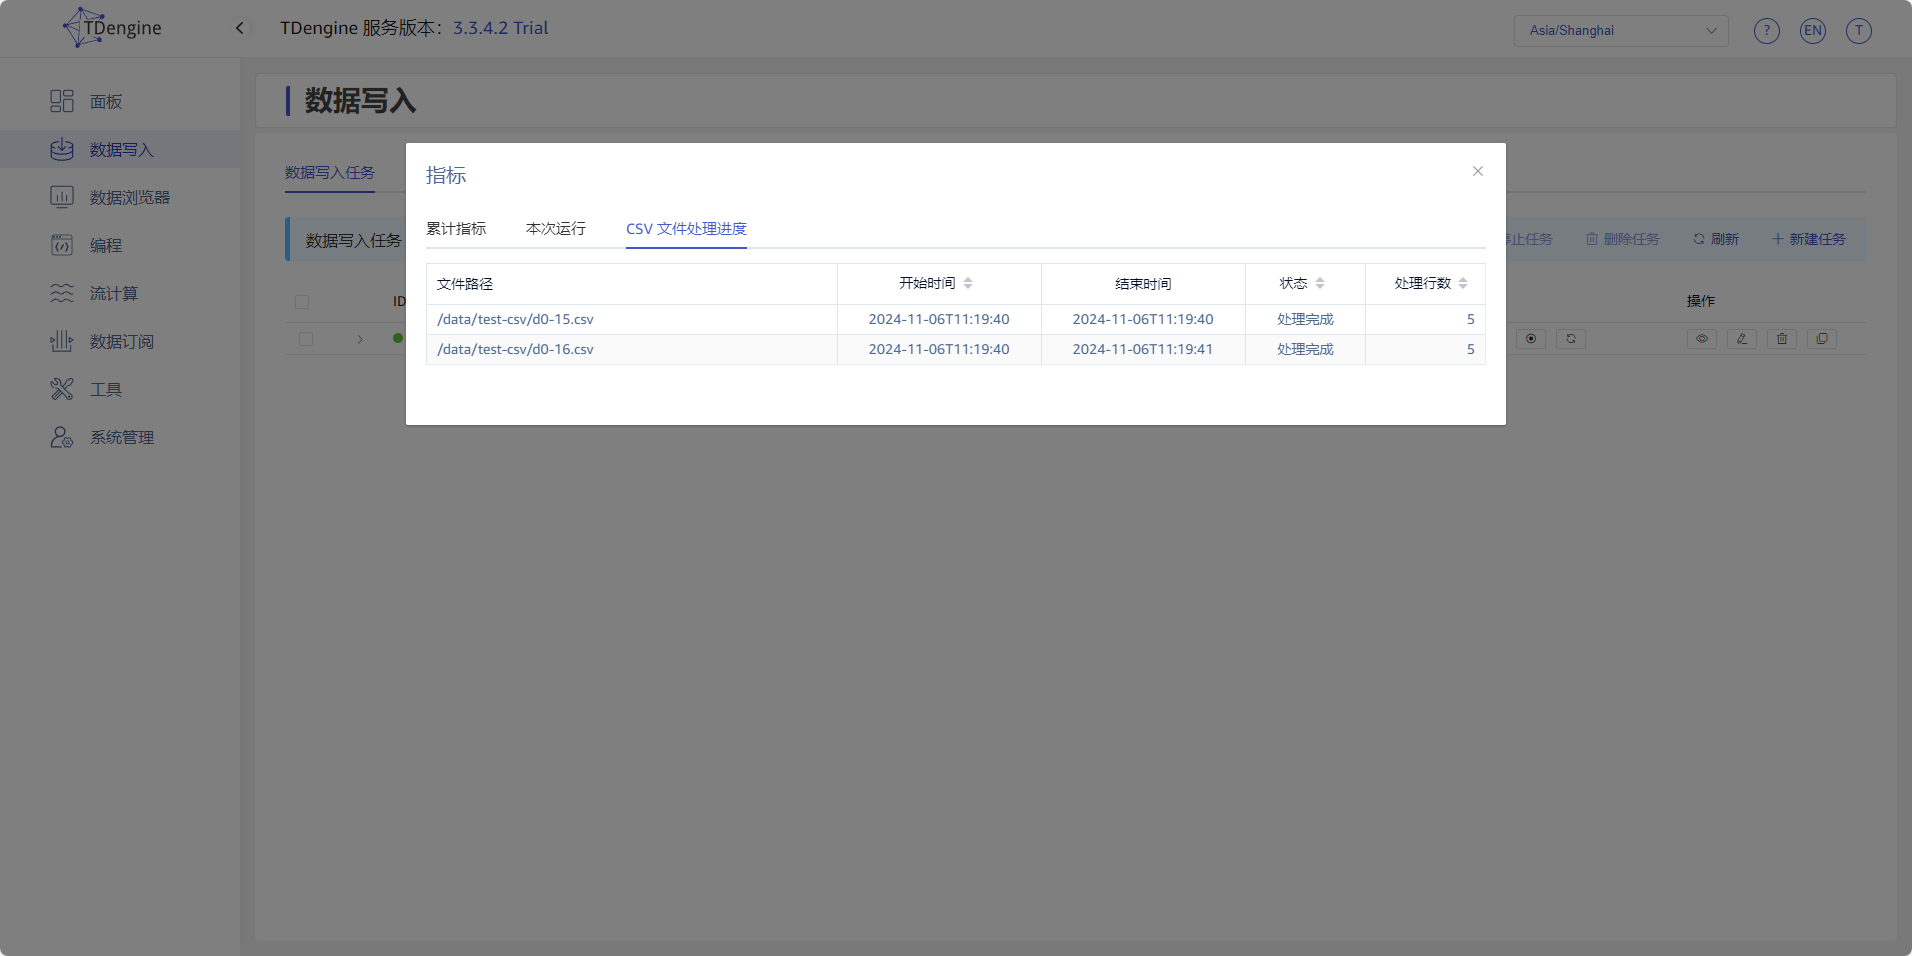 TDengine
TDengine 服务版本：3.3.4.2 Trial
Asia/Shanghai
?
EN
T
面板
数据写入
数据浏览器
编程
流计算
数据订阅
工具
系统管理
数据写入
数据写入任务
数据写入任务
停止任务
删除任务
刷新
新建任务
ID
操作
指标
累计指标
本次运行
CSV 文件处理进度
文件路径 开始时间 结束时间 状态 处理行数
/data/test-csv/d0-15.csv 2024-11-06T11:19:40 2024-11-06T11:19:40 处理完成 5
/data/test-csv/d0-16.csv 2024-11-06T11:19:40 2024-11-06T11:19:41 处理完成 5